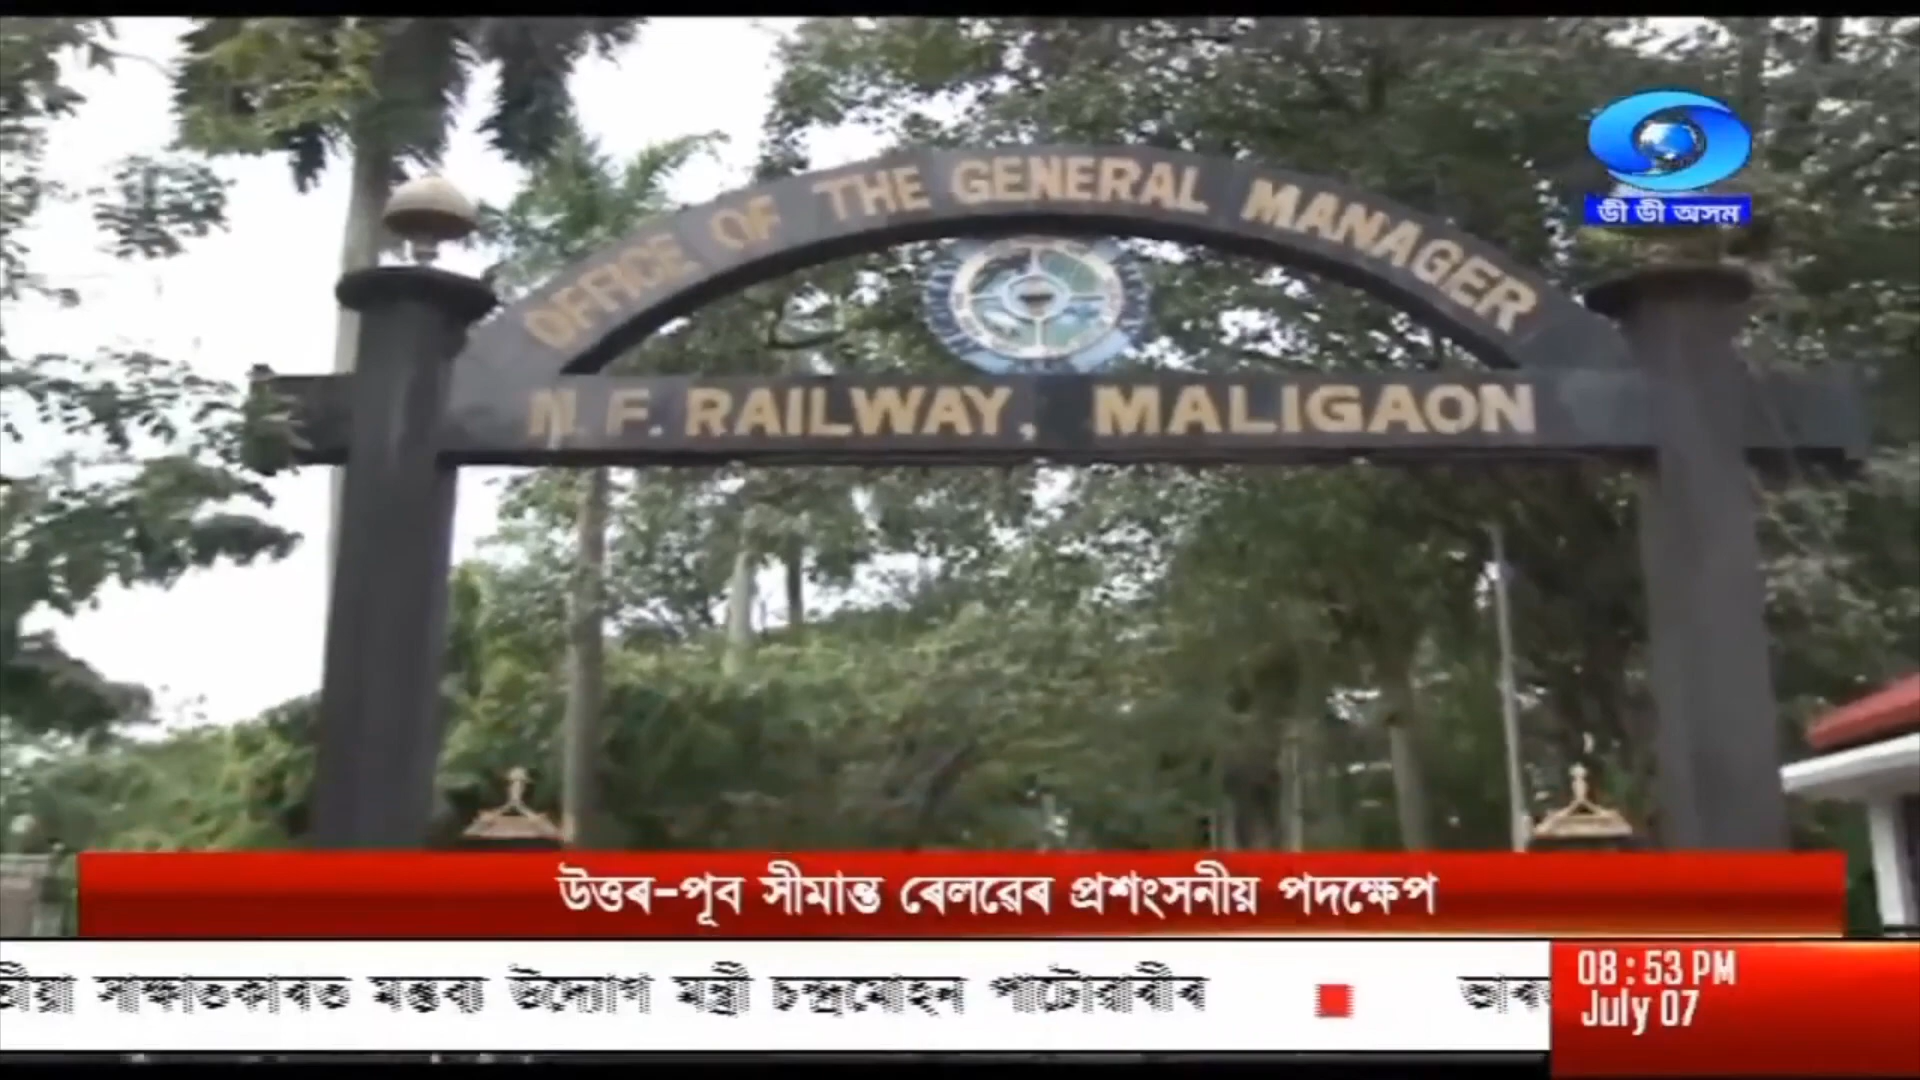 OFFICE OF THE GENERAL MANAGER
N. F. RAILWAY, MALIGAON
ডী ডী অসম
উত্তৰ-পূব সীমান্ত ৰেলৱেৰ প্ৰশংসনীয় পদক্ষেপ
সাক্ষাতকাৰত মন্তব্য উদ্যোগ মন্ত্ৰী চন্দ্ৰমোহন পাটোৱাৰীৰ
08:53 PM
July 07